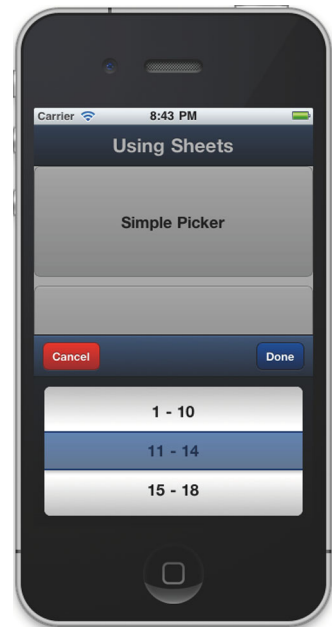 Carrier 8:43 PM
Using Sheets
Simple Picker
Cancel Done
1 - 10
11 - 14
15 - 18